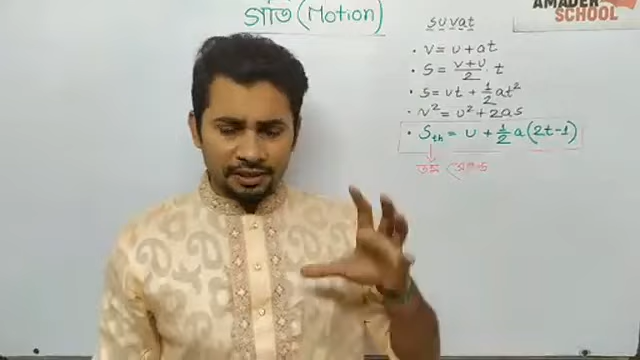 গতি (Motion)
AMADER
SCHOOL
suvat
• v = u + at
• s = (v+u)/2 . t
• s = ut + 1/2 at²
• v² = u² + 2as
• Sth = u + 1/2 a(2t-1)